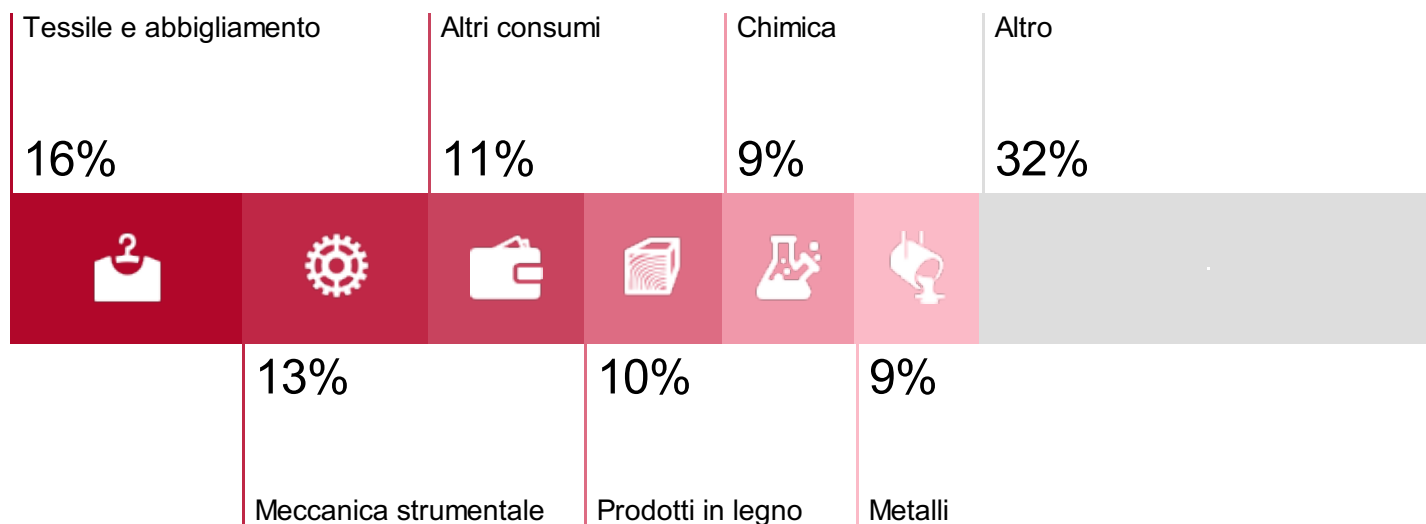 Tessile e abbigliamento
Altri consumi
Chimica
Altro
16%
11%
9%
32%
13%
10%
9%
Meccanica strumentale
Prodotti in legno
Metalli